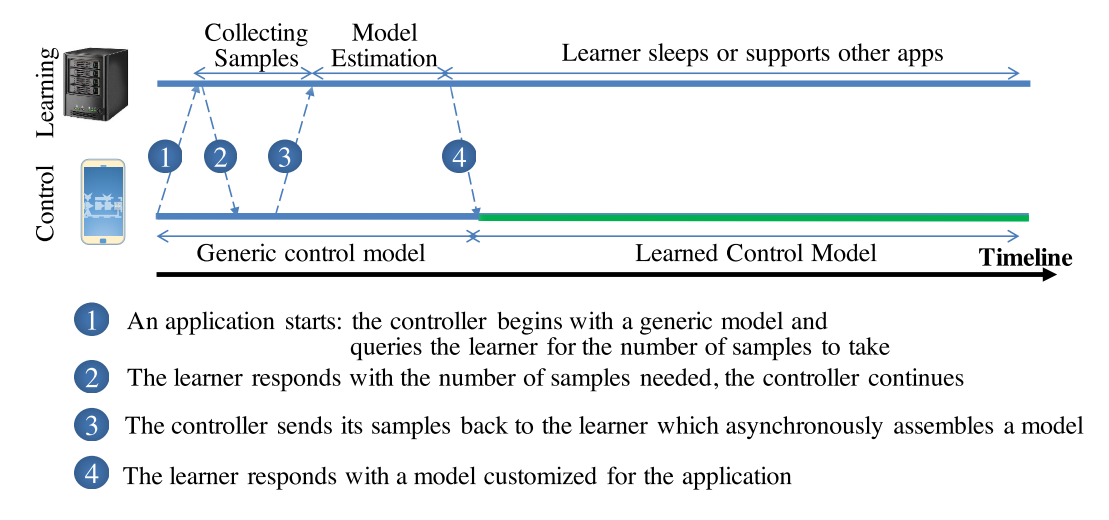 Collecting
Samples
Model
Estimation
Learner sleeps or supports other apps
Learning
1
2
3
4
Control
Generic control model
Learned Control Model
Timeline
1 An application starts: the controller begins with a generic model and
queries the learner for the number of samples to take
2 The learner responds with the number of samples needed, the controller continues
3 The controller sends its samples back to the learner which asynchronously assembles a model
4 The learner responds with a model customized for the application